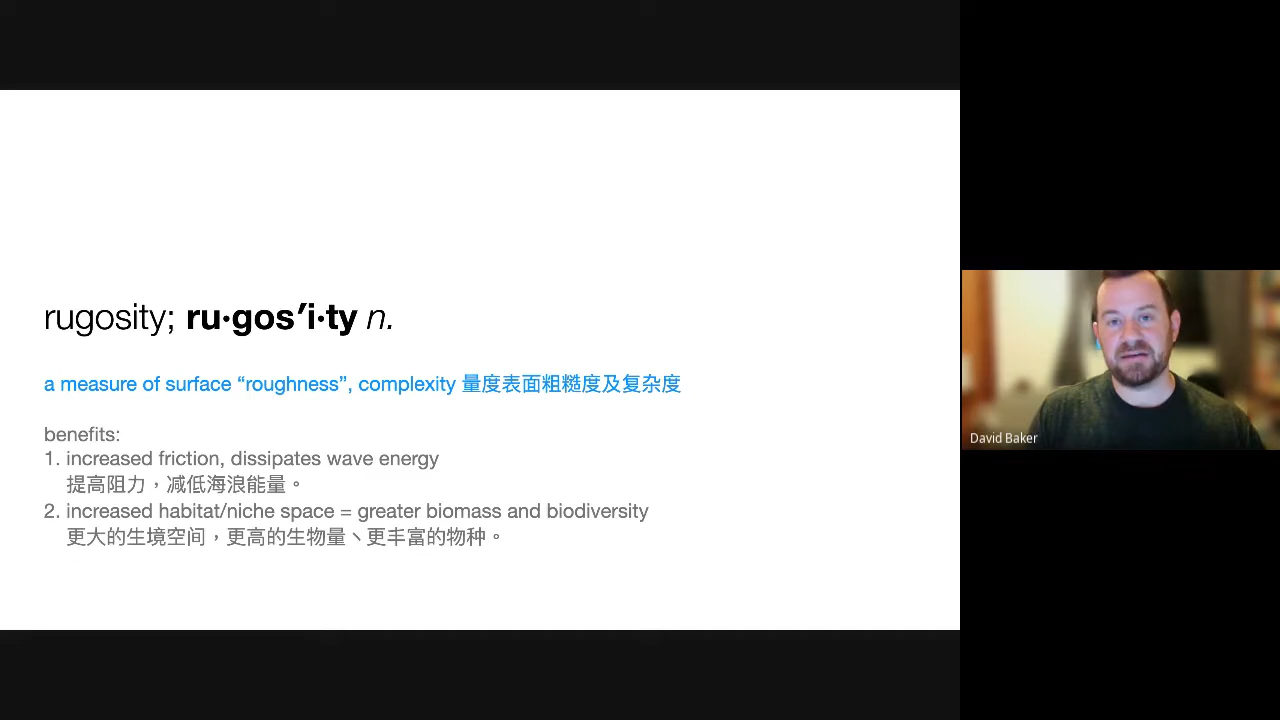 rugosity; ru·gos′i·ty n.
a measure of surface “roughness”, complexity 量度表面粗糙度及复杂度
benefits:
1. increased friction, dissipates wave energy
提高阻力，减低海浪能量。
2. increased habitat/niche space = greater biomass and biodiversity
更大的生境空间，更高的生物量、更丰富的物种。
David Baker